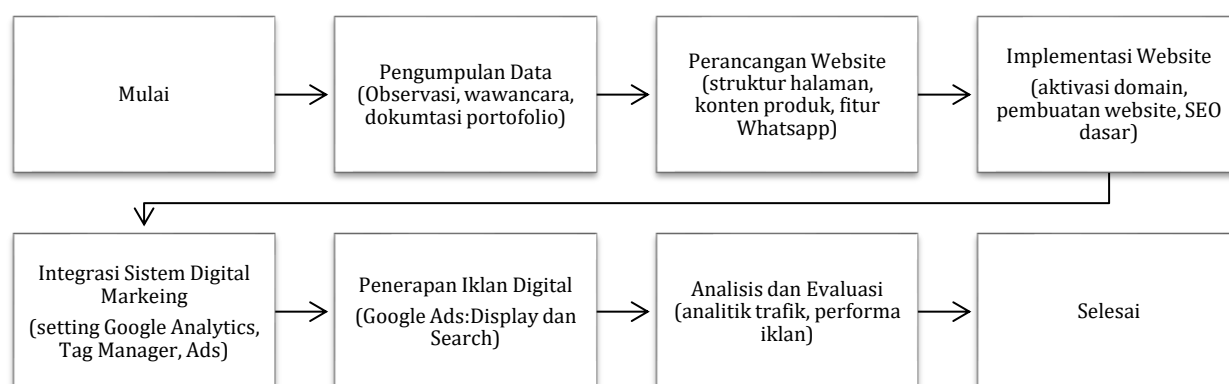 Mulai
Pengumpulan Data
(Observasi, wawancara,
dokumtasi portofolio)
Perancangan Website
(struktur halaman,
konten produk, fitur
Whatsapp)
Implementasi Website
(aktivasi domain,
pembuatan website, SEO
dasar)
Integrasi Sistem Digital
Markeing
(setting Google Analytics,
Tag Manager, Ads)
Penerapan Iklan Digital
(Google Ads:Display dan
Search)
Analisis dan Evaluasi
(analitik trafik, performa
iklan)
Selesai